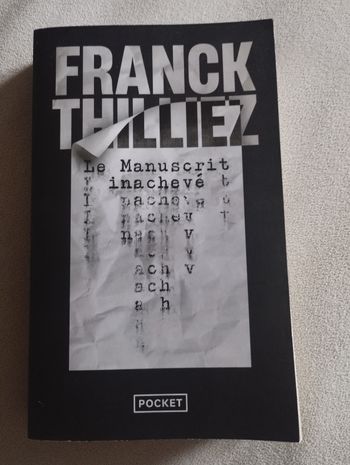 FRANCK
THILLIEZ
Le Manuscrit
inachevé
POCKET